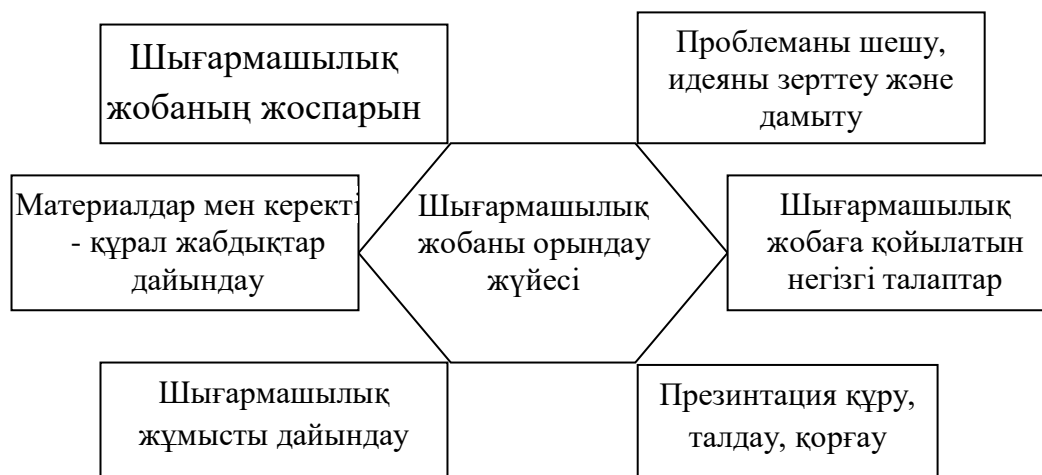 Шығармашылық
жобаның жоспарын
Проблеманы шешу,
идеяны зерттеу және
дамыту
Материалдар мен керекті
- құрал жабдықтар
дайындау
Шығармашылық
жобаны орындау
жүйесі
Шығармашылық
жобаға қойылатын
негізгі талаптар
Шығармашылық
жұмысты дайындау
Презинтация құру,
талдау, қорғау